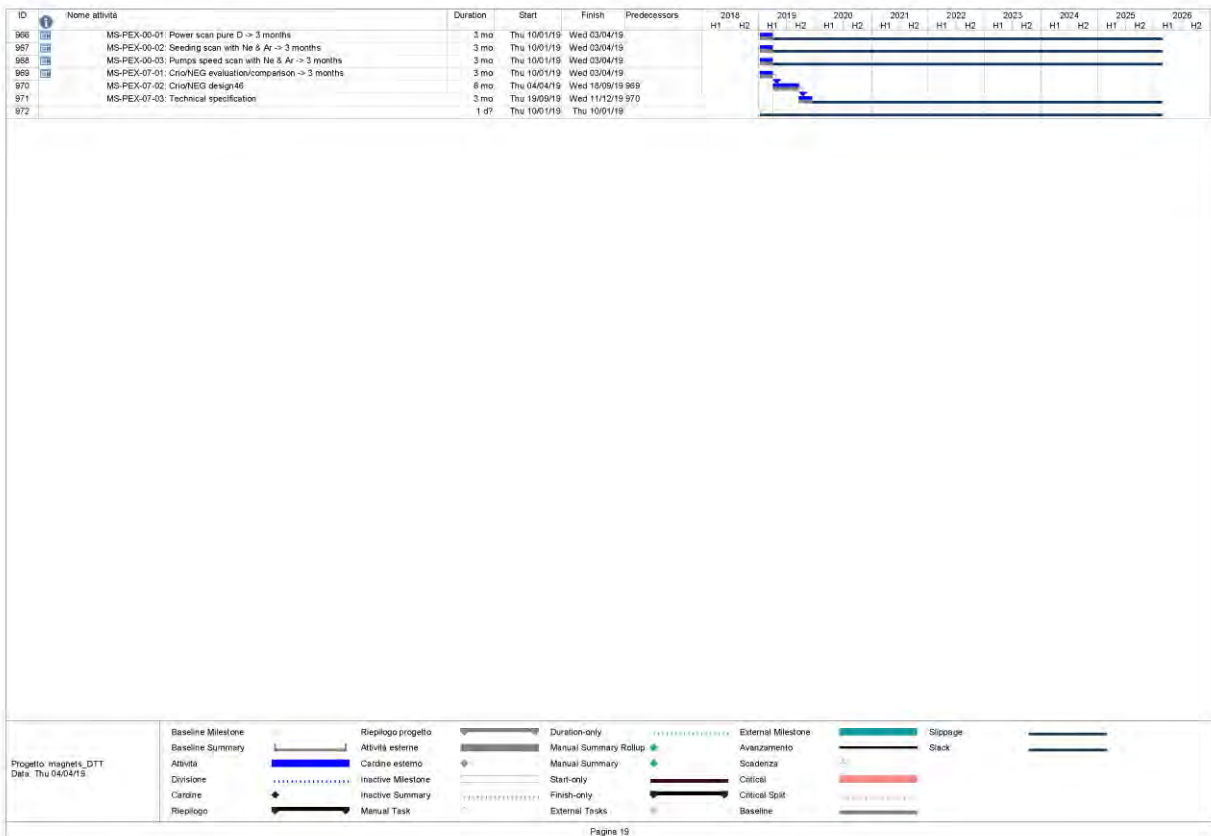 ID Nome attività Duration Start Finish Predecessors 2018 2019 2020 2021 2022 2023 2024 2025 2026
H1 H2 H1 H2 H1 H2 H1 H2 H1 H2 H1 H2 H1 H2 H1 H2 H1 H2
966 MS-PEX-00-01: Power scan pure D -> 3 months 3 mo Thu 10/01/19 Wed 03/04/19
967 MS-PEX-00-02: Seeding scan with Ne & Ar -> 3 months 3 mo Thu 10/01/19 Wed 03/04/19
968 MS-PEX-00-03: Pumps speed scan with Ne & Ar -> 3 months 3 mo Thu 10/01/19 Wed 03/04/19
969 MS-PEX-07-01: Crio/NEG evaluation/comparison -> 3 months 3 mo Thu 10/01/19 Wed 03/04/19
970 MS-PEX-07-02: Crio/NEG design46 6 mo Thu 04/04/19 Wed 18/09/19 969
971 MS-PEX-07-03: Technical specification 3 mo Thu 19/09/19 Wed 11/12/19 970
972 1 d? Thu 10/01/19 Thu 10/01/19
Progetto: magnets_DTT
Data: Thu 04/04/19
Baseline Milestone Riepilogo progetto Duration-only External Milestone Slippage
Baseline Summary Attività esterne Manual Summary Rollup Avanzamento Slack
Attività Cardine esterno Manual Summary Scadenza
Divisione Inactive Milestone Start-only Critical
Cardine Inactive Summary Finish-only Critical Split
Riepilogo Manual Task External Tasks Baseline
Pagina 19